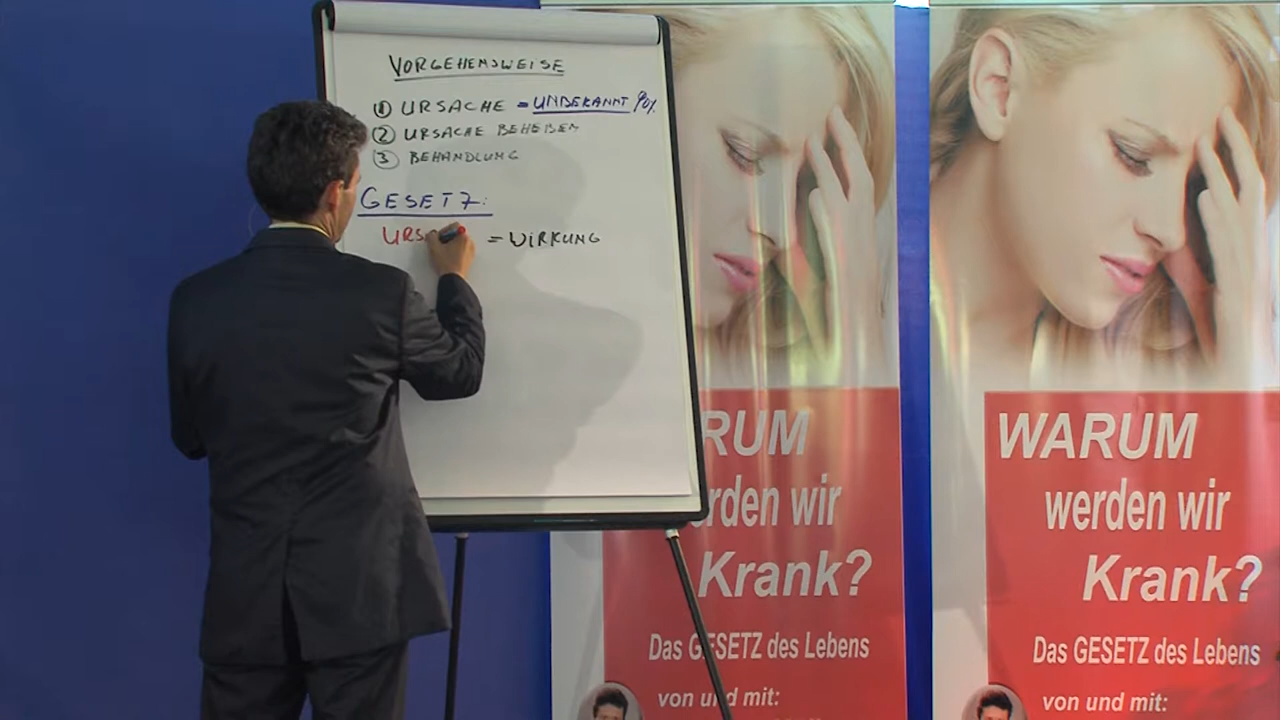 VORGEHENSWEISE
① URSACHE = UNBEKANNT 90%
② URSACHE BEHEBEN
③ BEHANDLUNG
GESETZ:
URS = WIRKUNG
RUM
rden wir
Krank?
Das GESETZ des Lebens
von und mit:
WARUM
werden wir
Krank?
Das GESETZ des Lebens
von und mit: